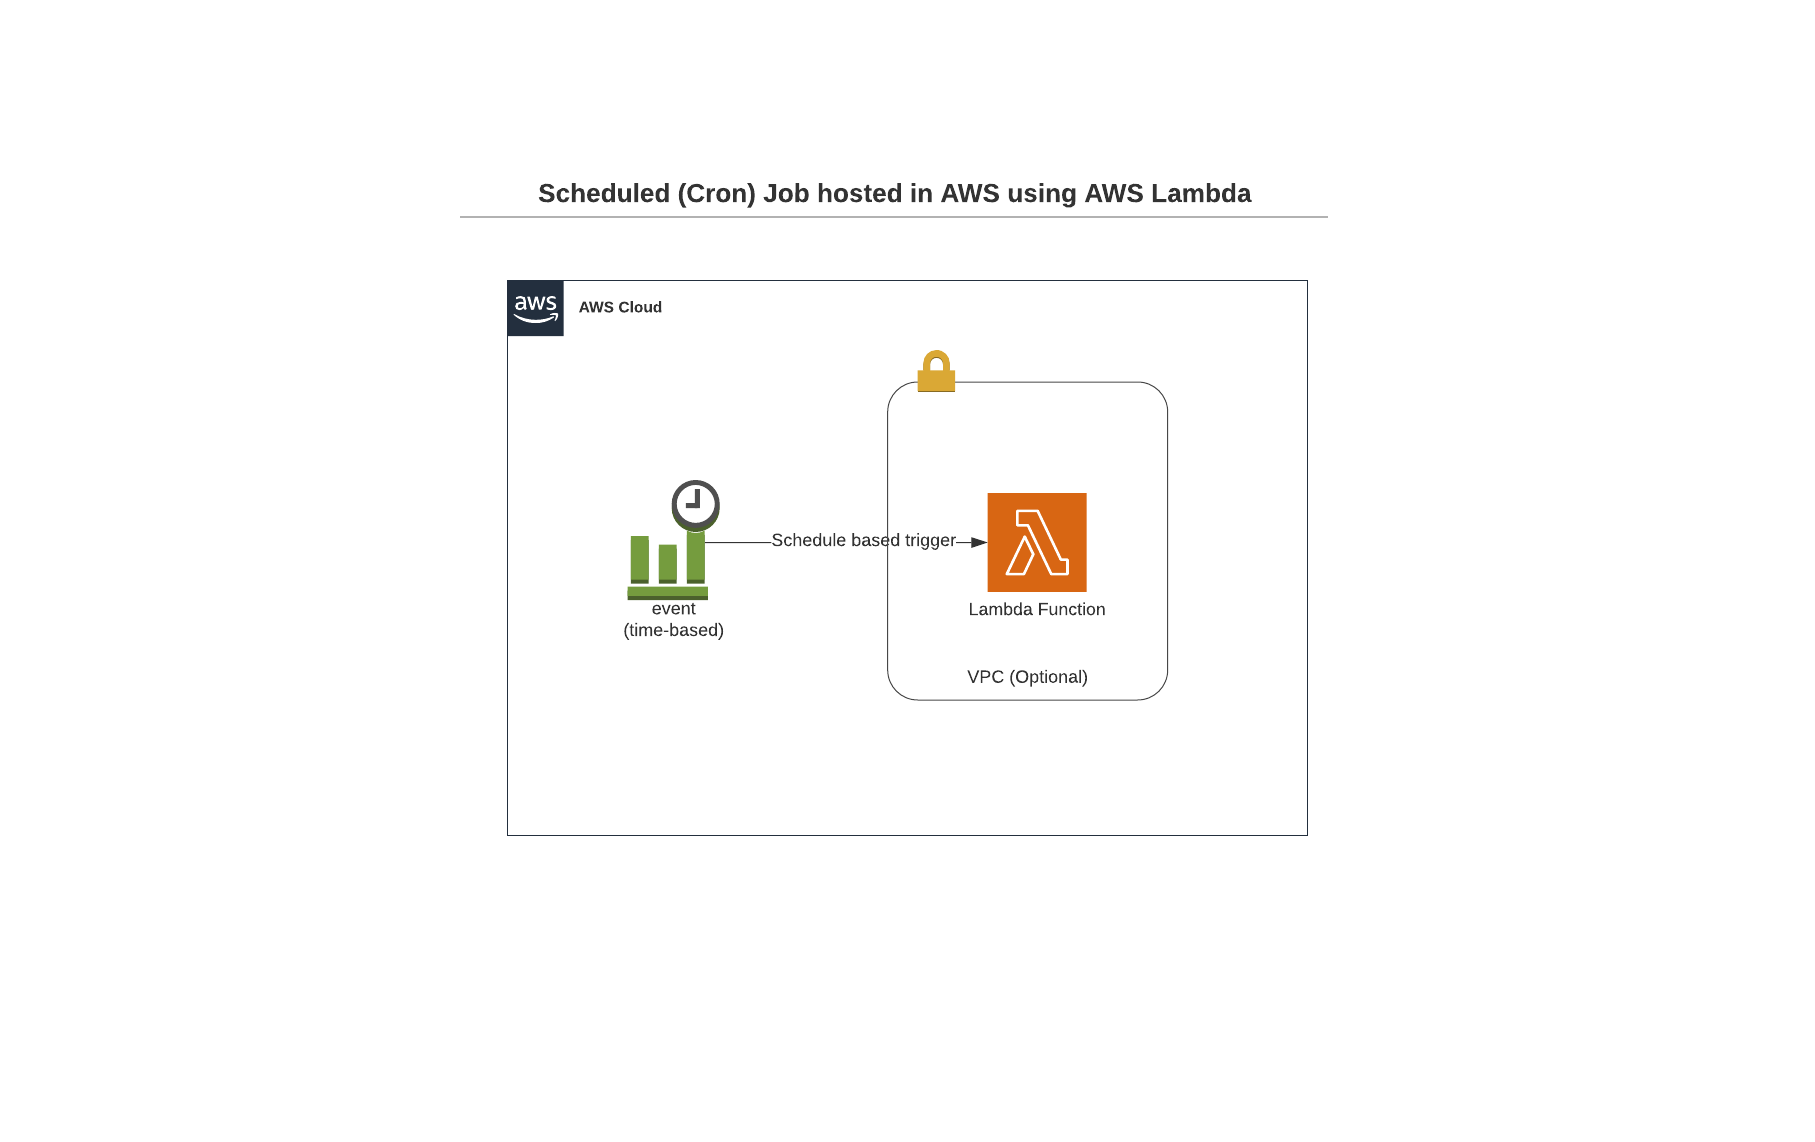 Scheduled (Cron) Job hosted in AWS using AWS Lambda
aws
AWS Cloud
Schedule based trigger
event
(time-based)
Lambda Function
VPC (Optional)